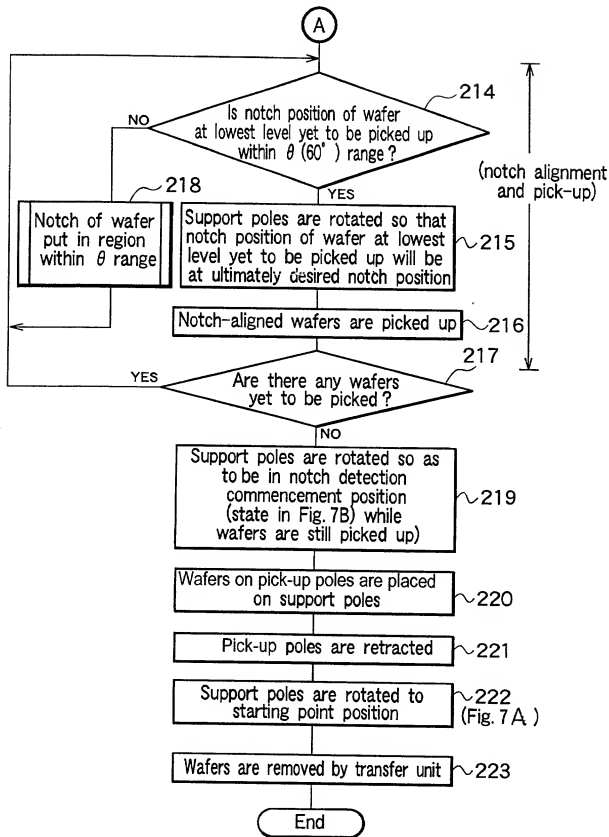 A
214
Is notch position of wafer
at lowest level yet to be picked up
within θ (60°) range ?
NO
YES
(notch alignment
and pick-up)
218
Notch of wafer
put in region
within θ range
Support poles are rotated so that
notch position of wafer at lowest
level yet to be picked up will be
at ultimately desired notch position
215
Notch-aligned wafers are picked up
216
217
YES
Are there any wafers
yet to be picked ?
NO
Support poles are rotated so as
to be in notch detection
commencement position
(state in Fig. 7B) while
wafers are still picked up)
219
Wafers on pick-up poles are placed
on support poles
220
Pick-up poles are retracted
221
Support poles are rotated to
starting point position
222
(Fig. 7A)
Wafers are removed by transfer unit
223
End